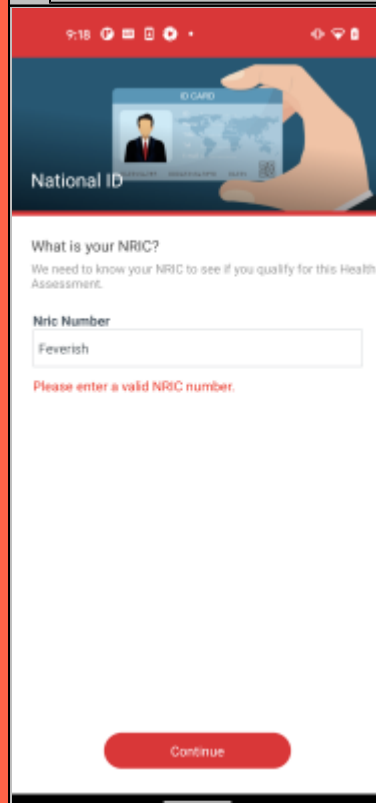 9:18
ID CARD
National ID
What is your NRIC?
We need to know your NRIC to see if you qualify for this Health
Assessment.
Nric Number
Feverish
Please enter a valid NRIC number.
Continue